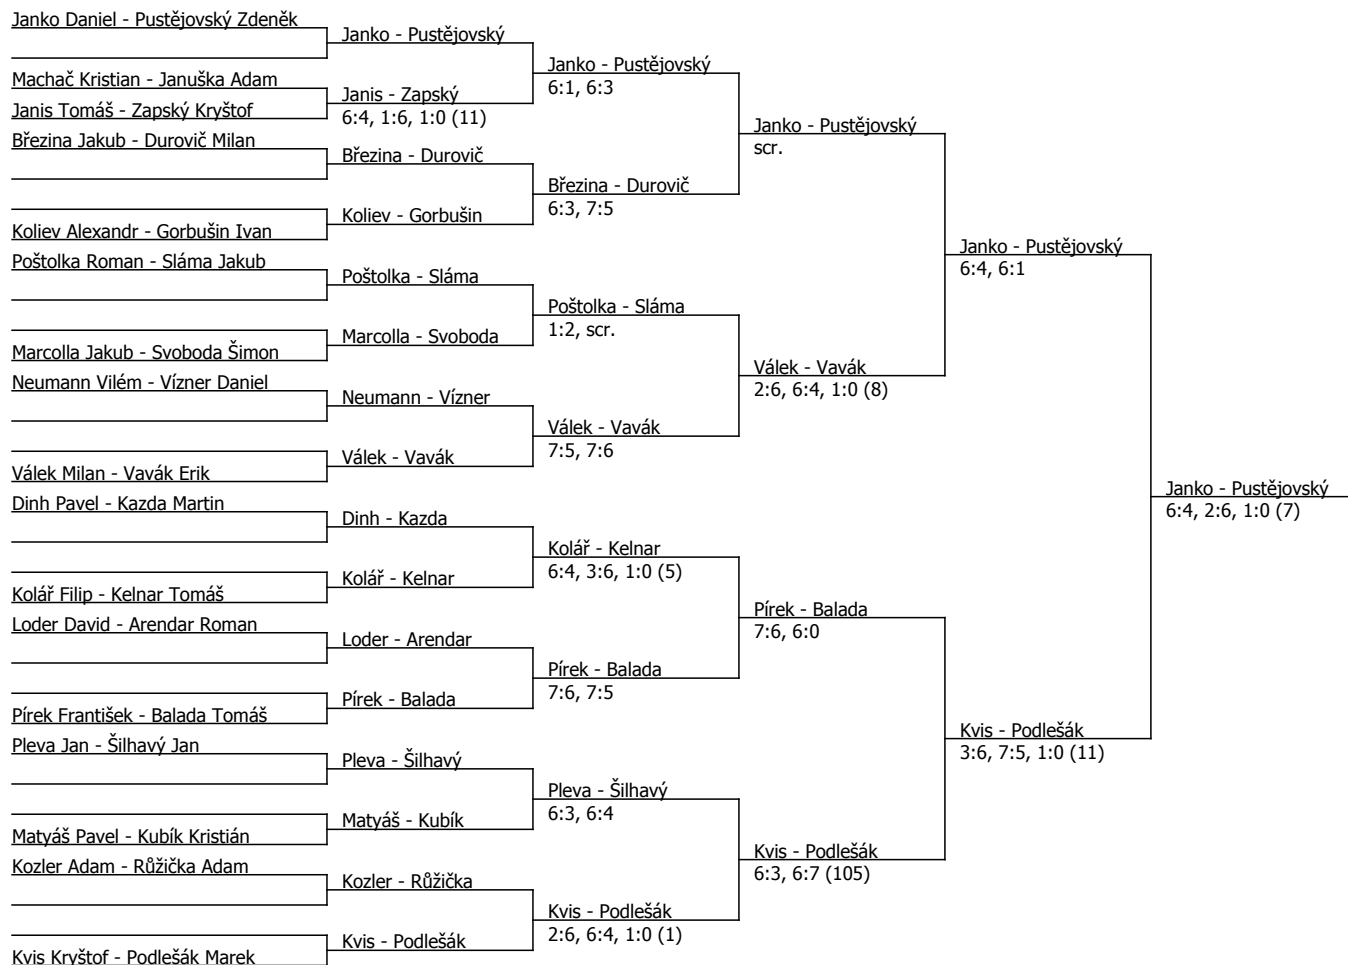 Janko Daniel - Pustějovský Zdeněk
Machač Kristian - Januška Adam
Janis Tomáš - Zapský Kryštof
Březina Jakub - Durovič Milan
Koliev Alexandr - Gorbušin Ivan
Poštolka Roman - Sláma Jakub
Marcolla Jakub - Svoboda Šimon
Neumann Vilém - Vízner Daniel
Válek Milan - Vavák Erik
Dinh Pavel - Kazda Martin
Kolář Filip - Kelnar Tomáš
Loder David - Arendar Roman
Pírek František - Balada Tomáš
Pleva Jan - Šilhavý Jan
Matyáš Pavel - Kubík Kristián
Kozler Adam - Růžička Adam
Kvis Kryštof - Podlešák Marek
Janko - Pustějovský
Janis - Zapský
6:4, 1:6, 1:0 (11)
Březina - Durovič
Koliev - Gorbušin
Poštolka - Sláma
Marcolla - Svoboda
Neumann - Vízner
Válek - Vavák
Dinh - Kazda
Kolář - Kelnar
Loder - Arendar
Pírek - Balada
Pleva - Šilhavý
Matyáš - Kubík
Kozler - Růžička
Kvis - Podlešák
Janko - Pustějovský
6:1, 6:3
Březina - Durovič
6:3, 7:5
Poštolka - Sláma
1:2, scr.
Válek - Vavák
7:5, 7:6
Kolář - Kelnar
6:4, 3:6, 1:0 (5)
Pírek - Balada
7:6, 7:5
Pleva - Šilhavý
6:3, 6:4
Kvis - Podlešák
2:6, 6:4, 1:0 (1)
Janko - Pustějovský
scr.
Válek - Vavák
2:6, 6:4, 1:0 (8)
Pírek - Balada
7:6, 6:0
Kvis - Podlešák
6:3, 6:7 (105)
Janko - Pustějovský
6:4, 6:1
Kvis - Podlešák
3:6, 7:5, 1:0 (11)
Janko - Pustějovský
6:4, 2:6, 1:0 (7)